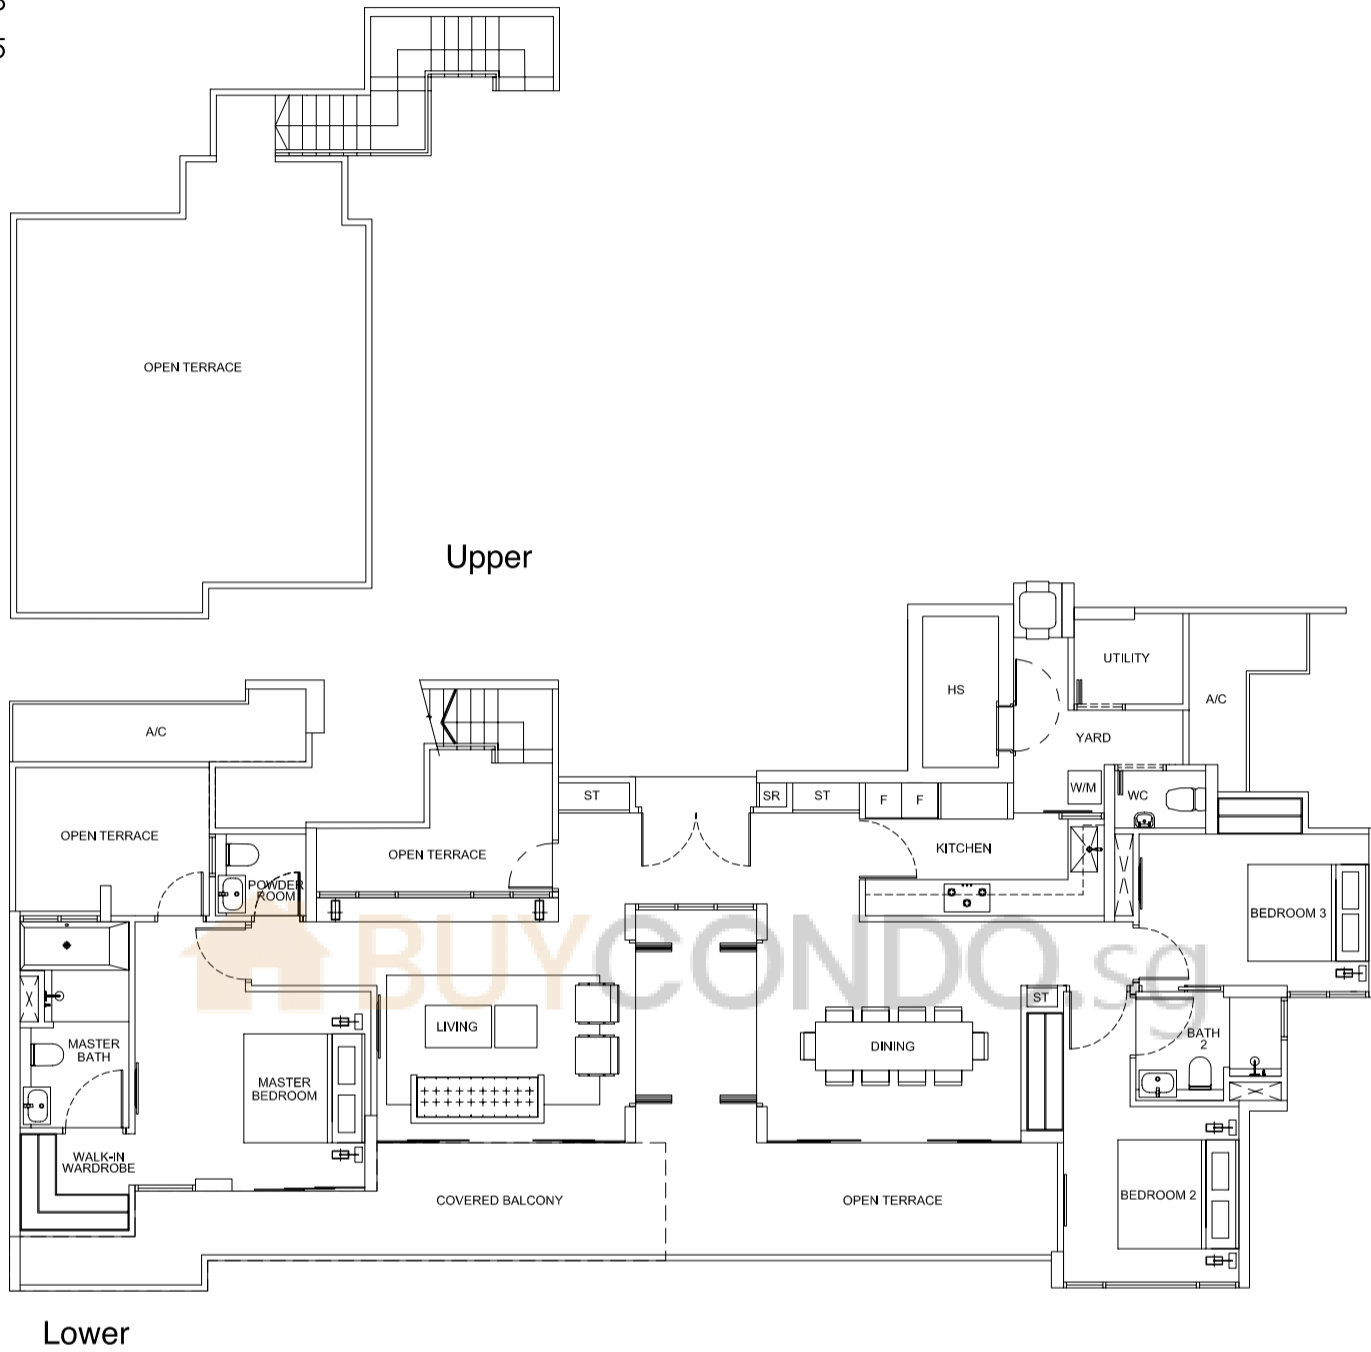 5
OPEN TERRACE
Upper
UTILITY
HS
A/C
A/C
YARD
W/M
WC
ST
SR
ST
F
F
OPEN TERRACE
OPEN TERRACE
KITCHEN
POWDER
ROOM
BEDROOM 3
BUYCONDO.sg
ST
LIVING
DINING
BATH
2
MASTER
BATH
MASTER
BEDROOM
WALK-IN
WARDROBE
COVERED BALCONY
OPEN TERRACE
BEDROOM 2
Lower